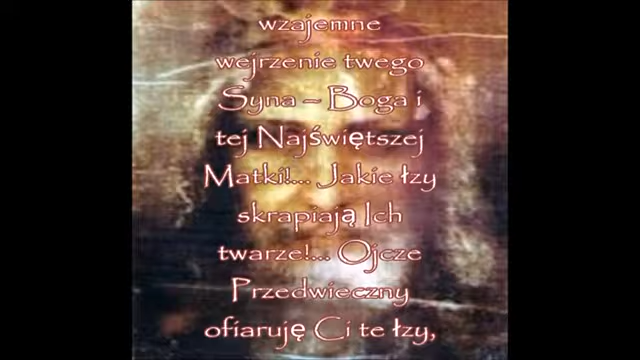 wzajemne
wejrzenie twego
Syna – Boga i
tej Najświętszej
Matki!... Jakie łzy
skrapiają Ich
twarze!... Ojcze
Przedwieczny
ofiaruję Ci te łzy,